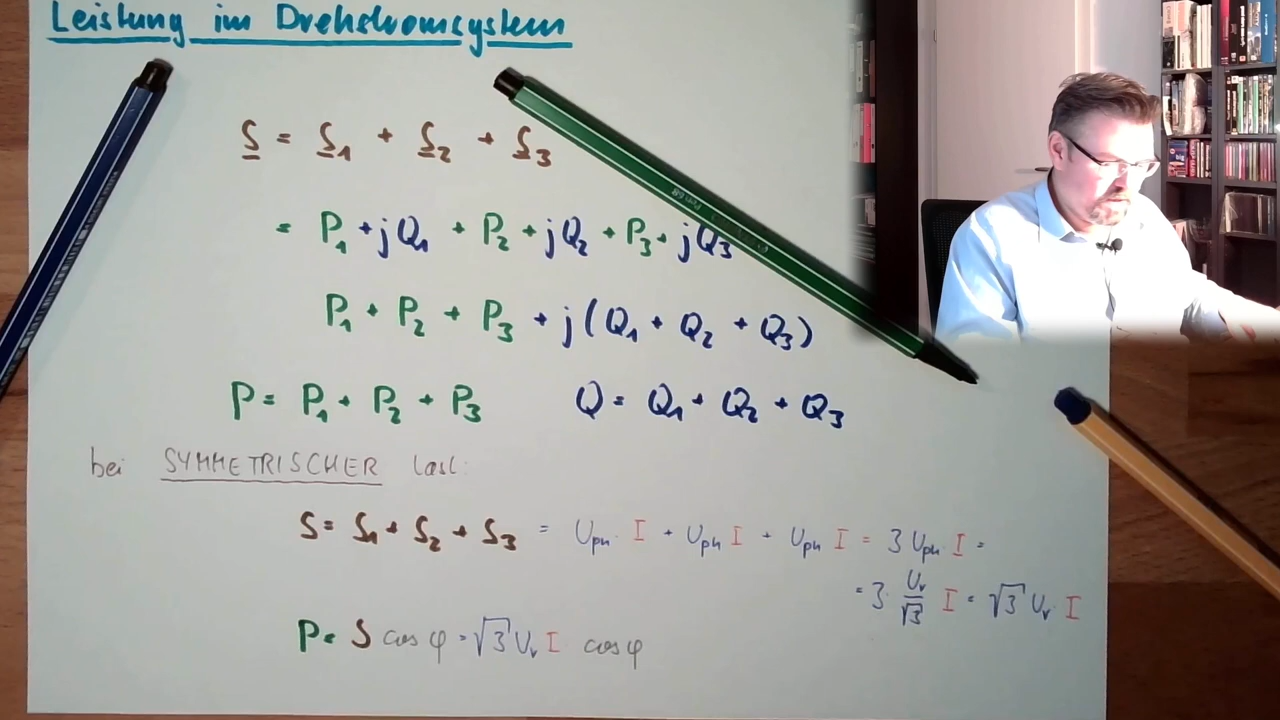 Leistung im Drehstromsystem
S = S₁ + S₂ + S₃
= P₁ + jQ₁ + P₂ + jQ₂ + P₃ + jQ₃
P₁ + P₂ + P₃ + j(Q₁ + Q₂ + Q₃)
P = P₁ + P₂ + P₃ Q = Q₁ + Q₂ + Q₃
bei SYMMETRISCHER Last:
S = S₁ + S₂ + S₃ = Uph · I + Uph I + Uph I = 3 Uph I =
= 3 · Uv/√3 I = √3 Uv I
P = S cos φ = √3 Uv I cos φ